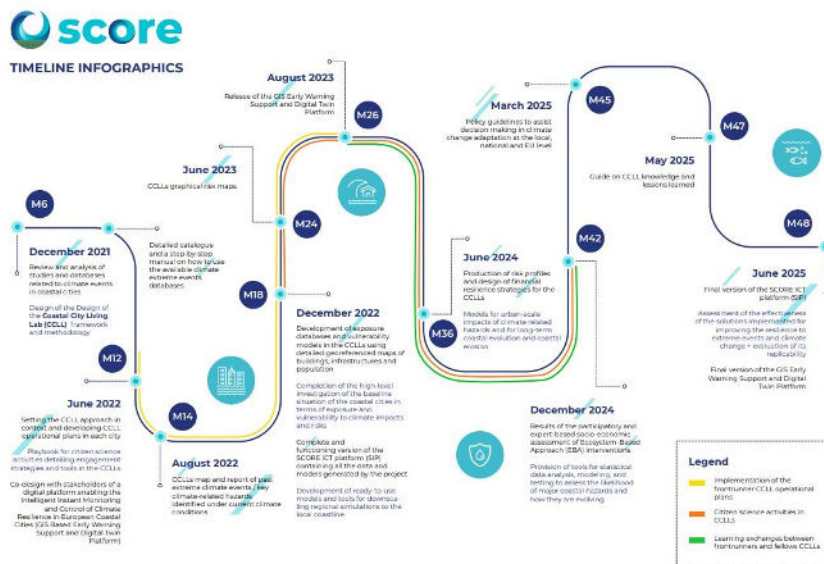 score
TIMELINE INFOGRAPHICS
M6
December 2021
Review and analysis of
studies and databases
related to climate events
in coastal cities
Design of the Design of
the Coastal City Living
Lab (CCLL) framework
and methodology
Detailed catalogue
and a step-by-step
manual on how to use
the available climate
extreme events
databases
M12
June 2022
Setting the CCLL approach in
context and developing CCLL
operational plans in each city
Playbook for citizen science
activities detailing engagement
strategies and tools in the CCLLs
Co-design with stakeholders of a
digital platform enabling the
Intelligent Instant Monitoring
and Control of Climate
Resilience in European Coastal
Cities (GIS Based Early Warning
Support and Digital Twin
Platform)
M14
August 2022
CCLLs map and report of past
extreme climate events / key
climate-related hazards
identified under current climate
conditions
M18
December 2022
Development of exposure
databases and vulnerability
models in the CCLLs using
detailed georeferenced maps of
buildings, infrastructures and
population
Completion of the high-level
investigation of the baseline
situation of the coastal cities in
terms of exposure and
vulnerability to climate impacts
and risks
Complete and
functioning version of the
SCORE ICT platform (SIP)
containing all the data and
models generated by the project
Development of ready-to-use
models and tools for downsca-
ling regional simulations to the
local coastline
M24
June 2023
CCLLs graphical risk maps
M26
August 2023
Release of the GIS Early Warning
Support and Digital Twin
Platform
M36
June 2024
Production of risk profiles
and design of financial
resilience strategies for the
CCLLs
Models for urban-scale
impacts of climate related
hazards and for long-term
coastal evolution and coastal
erosion
M42
December 2024
Results of the participatory and
expert-based socio-economic
assessment of Ecosystem-Based
Approach (EBA) interventions
Provision of tools for statistical
data analysis, modeling, and
testing to assess the likelihood
of major coastal hazards and
how they are evolving
M45
March 2025
Policy guidelines to assist
decision making in climate
change adaptation at the local,
national and EU level
M47
May 2025
Guide on CCLL knowledge and
lessons learned
M48
June 2025
Final version of the SCORE ICT
platform (SIP)
Assessment of the effectiveness
of the solutions implemented for
improving the resilience to
extreme events and climate
change + evaluation of its
replicability
Final version of the GIS Early
Warning Support and Digital
Twin Platform
Legend
Implementation of the
frontrunner CCLL operational
plans
Citizen science activities in
CCLLs
Learning exchanges between
frontrunners and fellows CCLLs